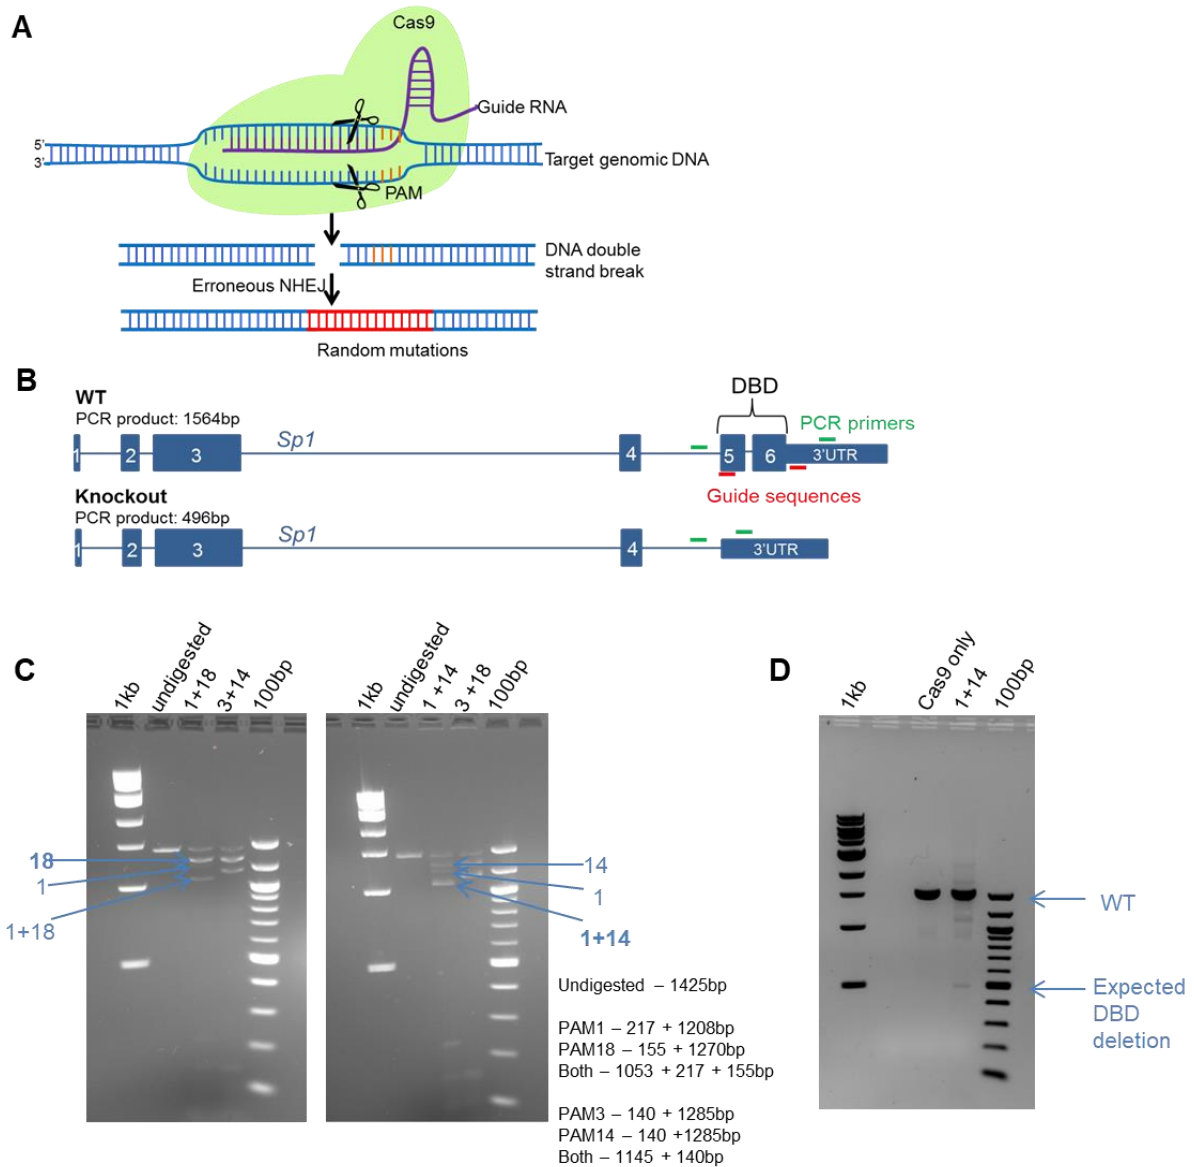 A
Cas9
Guide RNA
5'
3'
Target genomic DNA
PAM
DNA double
strand break
Erroneous NHEJ
Random mutations
B
WT
PCR product: 1564bp
DBD
PCR primers
Sp1
1
2
3
4
5
6
3'UTR
Guide sequences
Knockout
PCR product: 496bp
Sp1
1
2
3
4
3'UTR
C
1kb
undigested
1+18
3+14
100bp
18
1
1+18
1kb
undigested
1 +14
3 +18
100bp
14
1
1+14
Undigested – 1425bp
PAM1 – 217 + 1208bp
PAM18 – 155 + 1270bp
Both – 1053 + 217 + 155bp
PAM3 – 140 + 1285bp
PAM14 – 140 +1285bp
Both – 1145 + 140bp
D
1kb
Cas9 only
1+14
100bp
WT
Expected
DBD
deletion